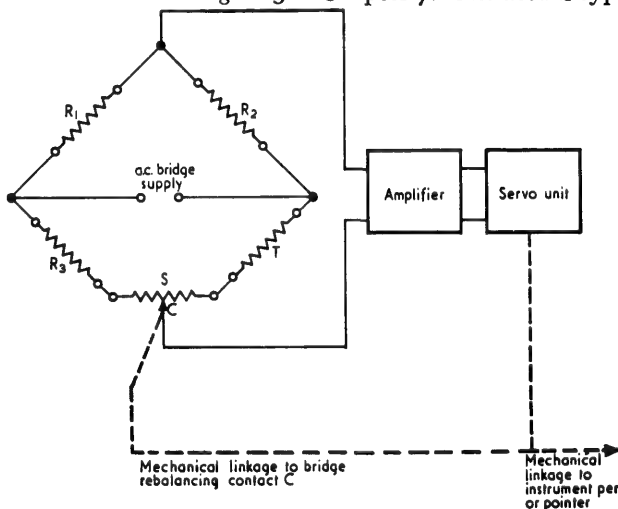 R1
R2
a.c. bridge
supply
Amplifier
Servo unit
R3
S
T
C
Mechanical linkage to bridge
rebalancing contact C
Mechanical
linkage to
instrument pen
or pointer